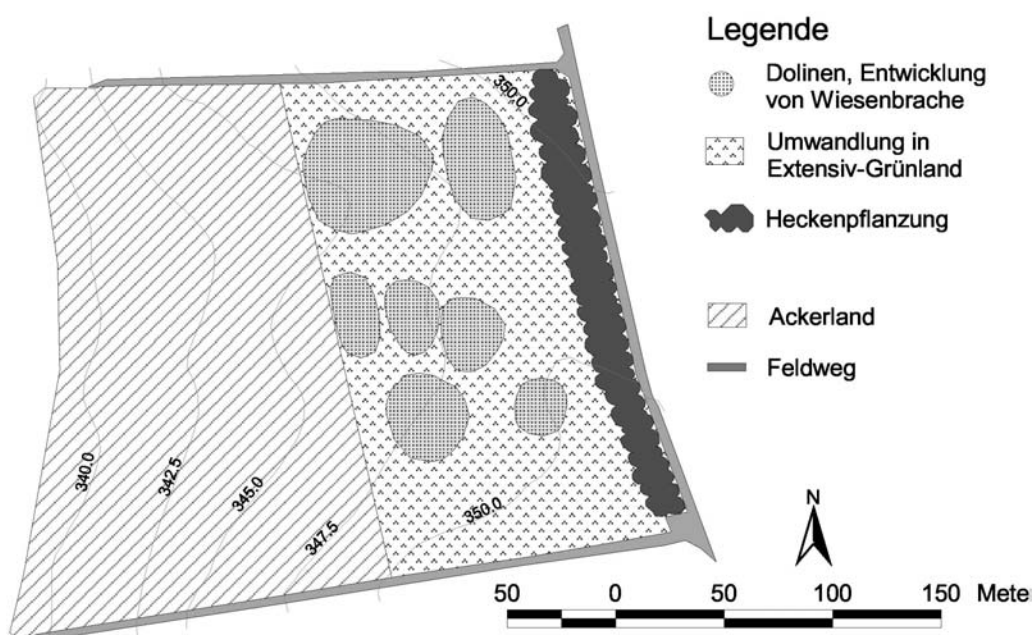 Legende
Dolinen, Entwicklung
von Wiesenbrache
Umwandlung in
Extensiv-Grünland
Heckenpflanzung
Ackerland
Feldweg
350.0
340.0
342.5
345.0
347.5
350.0
N
50 0 50 100 150 Mete